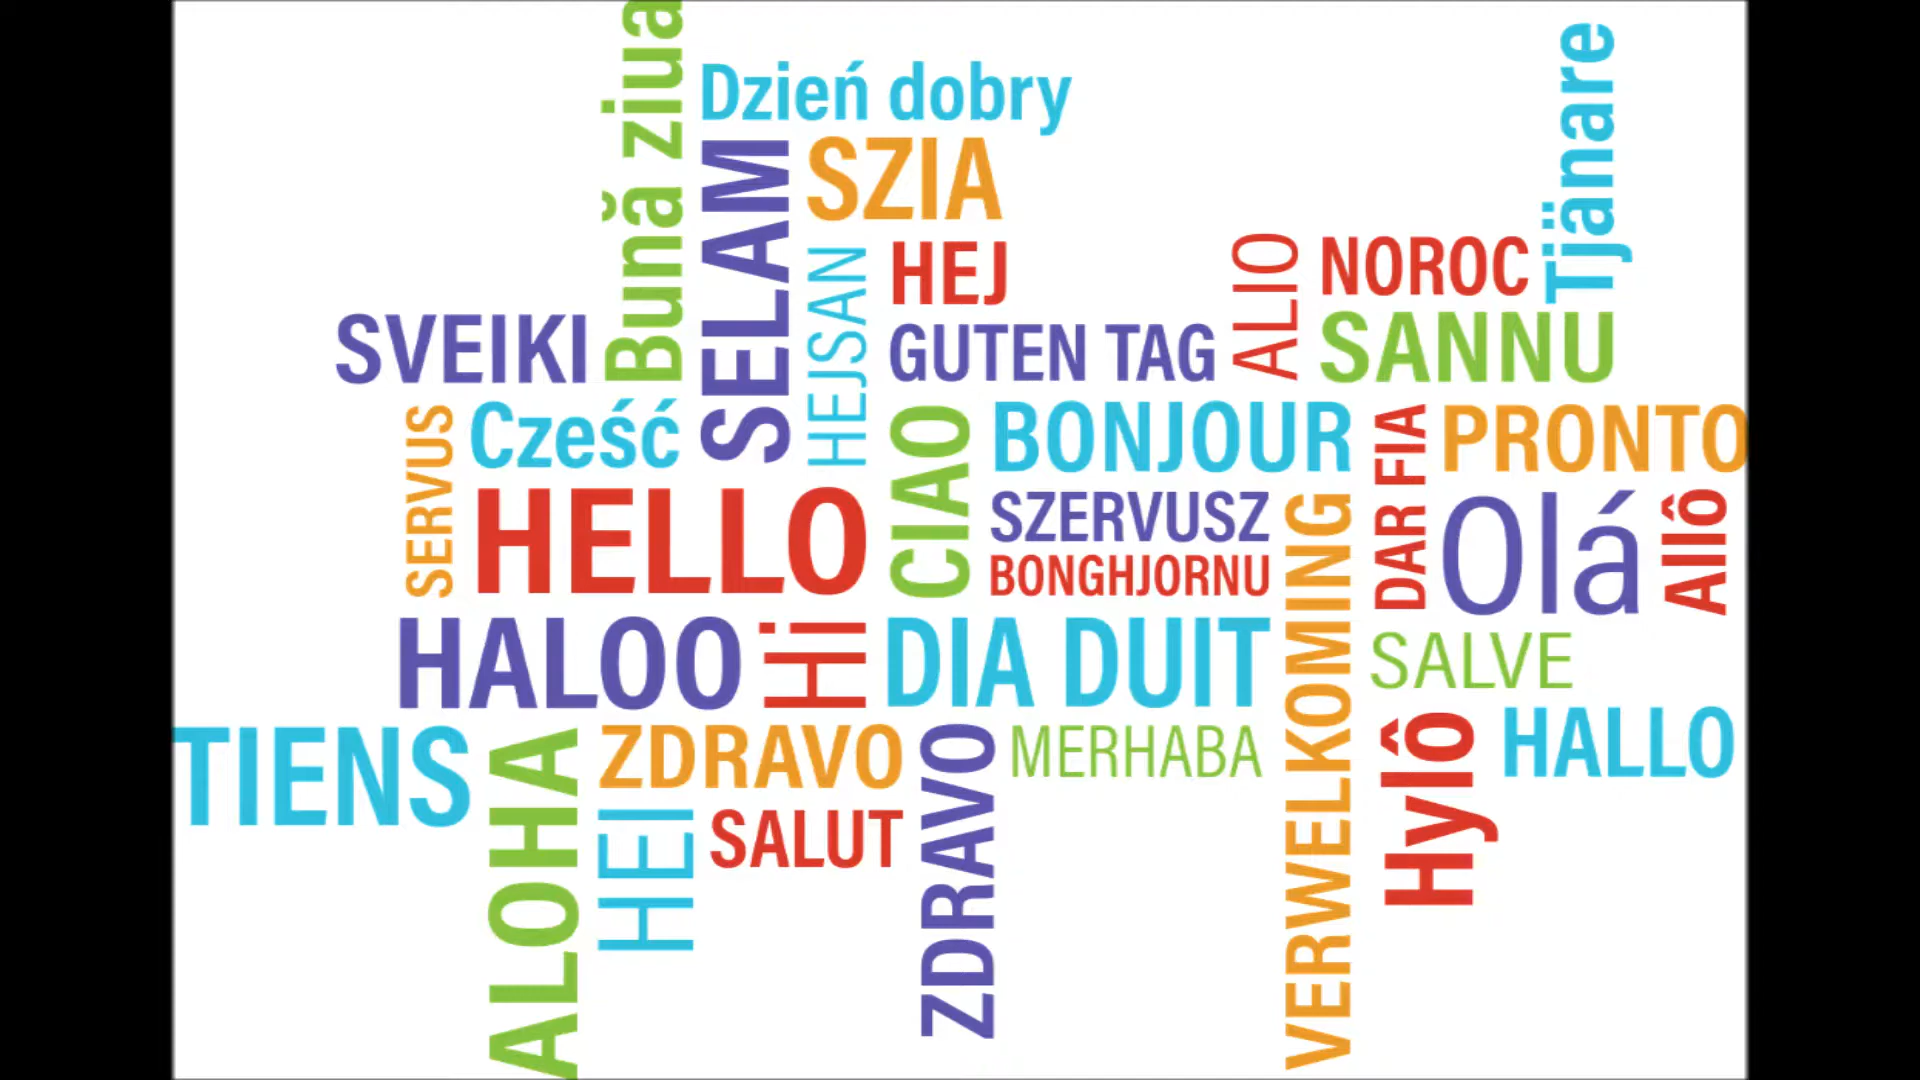 Bună ziua
Dzień dobry
Tjänare
SELAM
SZIA
HEJSAN
HEJ
ALIO
NOROC
SVEIKI
GUTEN TAG
SANNU
SERVUS
Cześć
CIAO
BONJOUR
DAR FIA
PRONTO
HELLO
SZERVUSZ
VERWELKOMING
Olá
Allô
BONGHJORNU
HALOO
Hi
DIA DUIT
SALVE
TIENS
ALOHA
ZDRAVO
ZDRAVO
MERHABA
Hylô
HALLO
HEI
SALUT